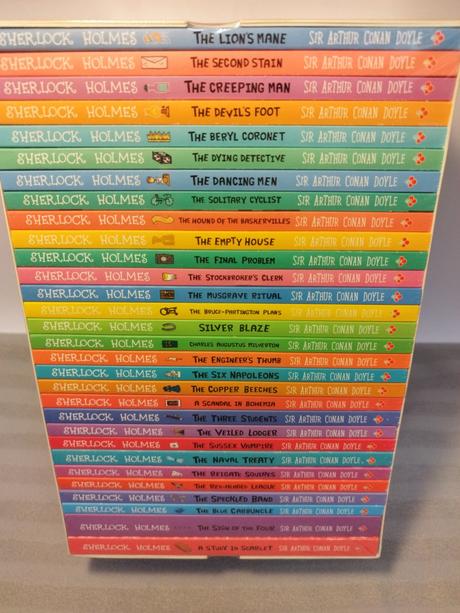 SHERLOCK HOLMES THE LION'S MANE SIR ARTHUR CONAN DOYLE
SHERLOCK HOLMES THE SECOND STAIN SIR ARTHUR CONAN DOYLE
SHERLOCK HOLMES THE CREEPING MAN SIR ARTHUR CONAN DOYLE
SHERLOCK HOLMES THE DEVIL'S FOOT SIR ARTHUR CONAN DOYLE
SHERLOCK HOLMES THE BERYL CORONET SIR ARTHUR CONAN DOYLE
SHERLOCK HOLMES THE DYING DETECTIVE SIR ARTHUR CONAN DOYLE
SHERLOCK HOLMES THE DANCING MEN SIR ARTHUR CONAN DOYLE
SHERLOCK HOLMES THE SOLITARY CYCLIST SIR ARTHUR CONAN DOYLE
SHERLOCK HOLMES THE HOUND OF THE BASKERVILLES SIR ARTHUR CONAN DOYLE
SHERLOCK HOLMES THE EMPTY HOUSE SIR ARTHUR CONAN DOYLE
SHERLOCK HOLMES THE FINAL PROBLEM SIR ARTHUR CONAN DOYLE
SHERLOCK HOLMES THE STOCKBROKER'S CLERK SIR ARTHUR CONAN DOYLE
SHERLOCK HOLMES THE MUSGRAVE RITUAL SIR ARTHUR CONAN DOYLE
SHERLOCK HOLMES THE BRUCE-PARTINGTON PLANS SIR ARTHUR CONAN DOYLE
SHERLOCK HOLMES SILVER BLAZE SIR ARTHUR CONAN DOYLE
SHERLOCK HOLMES CHARLES AUGUSTUS MILVERTON SIR ARTHUR CONAN DOYLE
SHERLOCK HOLMES THE ENGINEER'S THUMB SIR ARTHUR CONAN DOYLE
SHERLOCK HOLMES THE SIX NAPOLEONS SIR ARTHUR CONAN DOYLE
SHERLOCK HOLMES THE COPPER BEECHES SIR ARTHUR CONAN DOYLE
SHERLOCK HOLMES A SCANDAL IN BOHEMIA SIR ARTHUR CONAN DOYLE
SHERLOCK HOLMES THE THREE STUDENTS SIR ARTHUR CONAN DOYLE
SHERLOCK HOLMES THE VEILED LODGER SIR ARTHUR CONAN DOYLE
SHERLOCK HOLMES THE SUSSEX VAMPIRE SIR ARTHUR CONAN DOYLE
SHERLOCK HOLMES THE NAVAL TREATY SIR ARTHUR CONAN DOYLE
SHERLOCK HOLMES THE REIGATE SQUIRES SIR ARTHUR CONAN DOYLE
SHERLOCK HOLMES THE RED-HEADED LEAGUE SIR ARTHUR CONAN DOYLE
SHERLOCK HOLMES THE SPECKLED BAND SIR ARTHUR CONAN DOYLE
SHERLOCK HOLMES THE BLUE CARBUNCLE SIR ARTHUR CONAN DOYLE
SHERLOCK HOLMES THE SIGN OF THE FOUR SIR ARTHUR CONAN DOYLE
SHERLOCK HOLMES A STUDY IN SCARLET SIR ARTHUR CONAN DOYLE